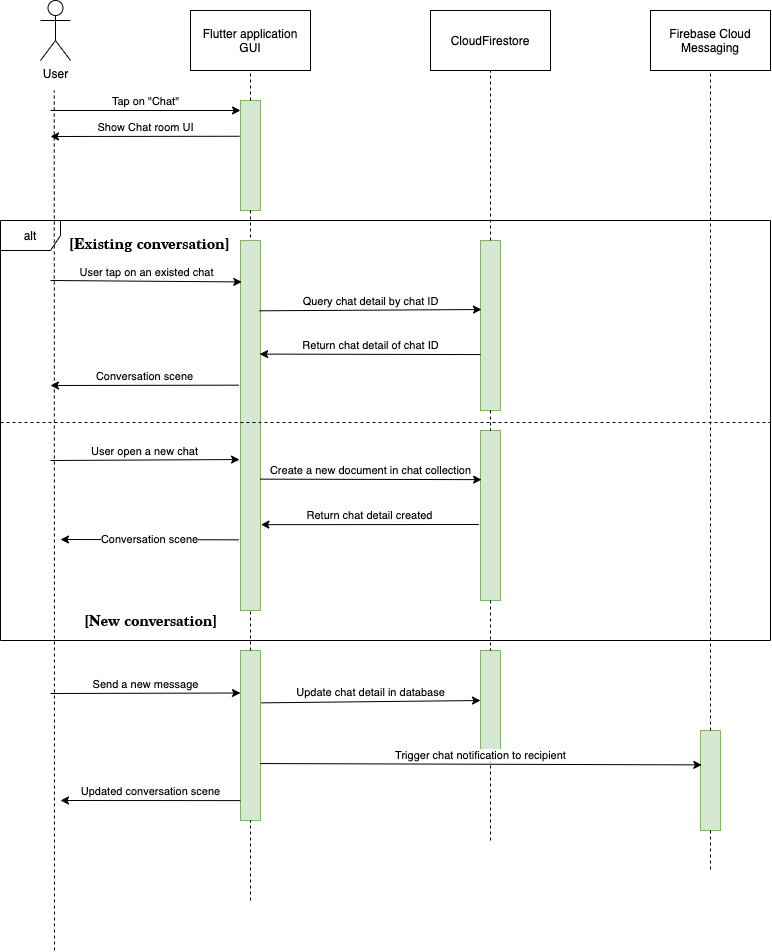 User
Flutter application
GUI
CloudFirestore
Firebase Cloud
Messaging
Tap on "Chat"
Show Chat room UI
alt
[Existing conversation]
User tap on an existed chat
Query chat detail by chat ID
Return chat detail of chat ID
Conversation scene
User open a new chat
Create a new document in chat collection
Return chat detail created
Conversation scene
[New conversation]
Send a new message
Update chat detail in database
Trigger chat notification to recipient
Updated conversation scene